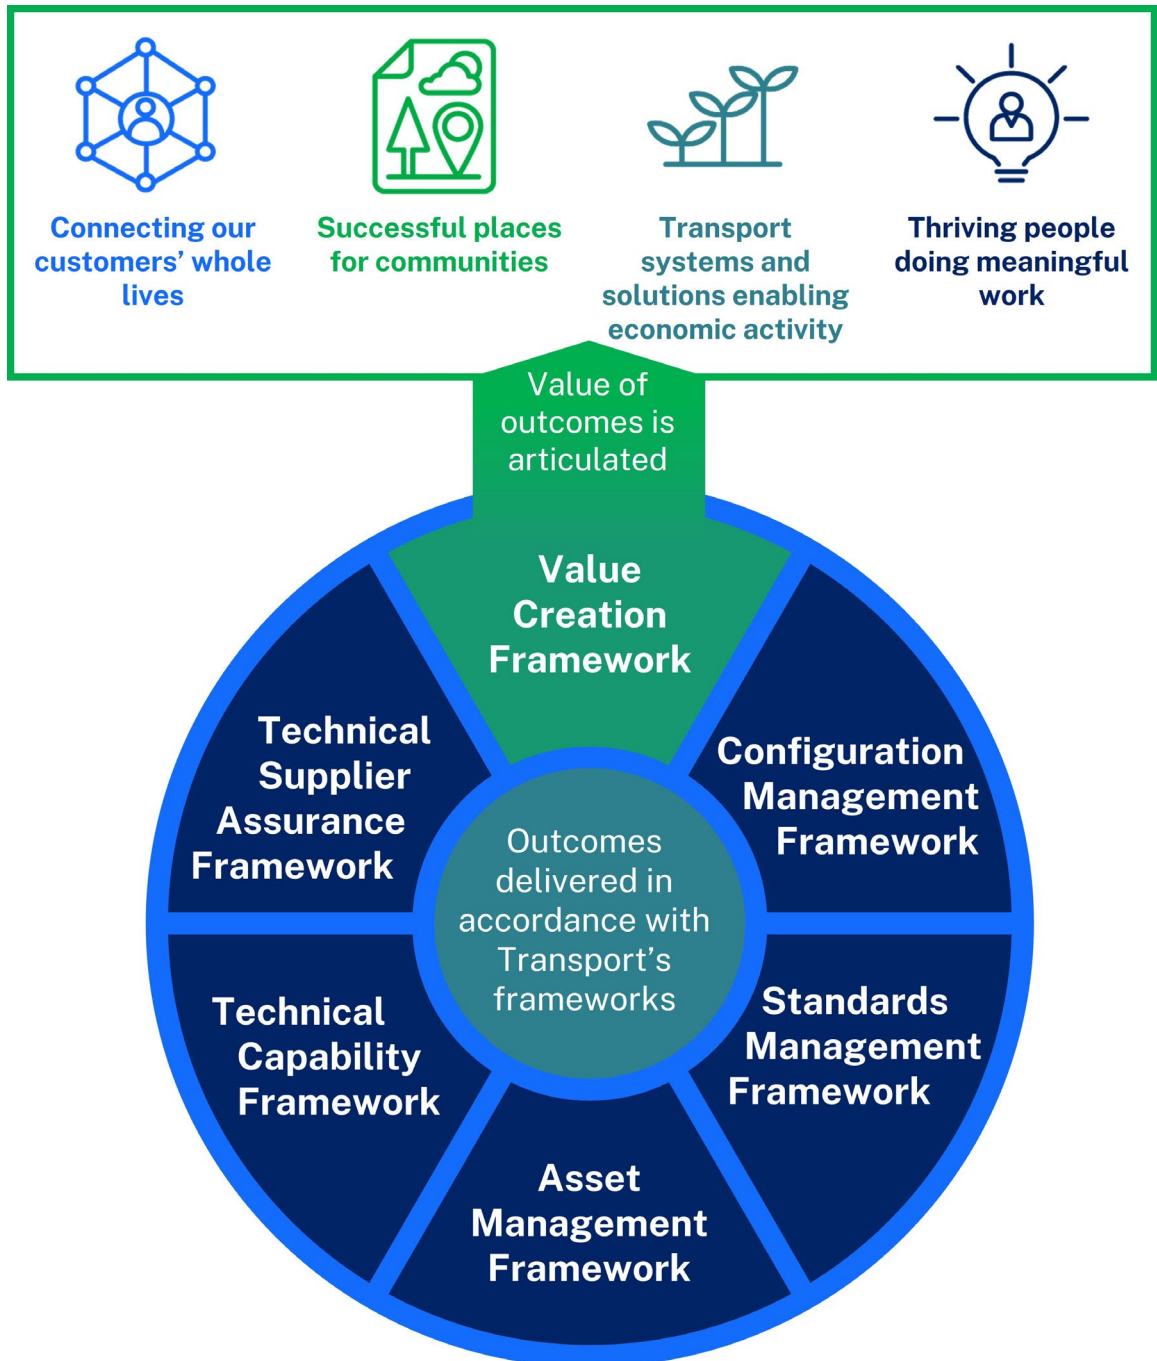 Connecting our
customers’ whole
lives
Successful places
for communities
Transport
systems and
solutions enabling
economic activity
Thriving people
doing meaningful
work
Value of
outcomes is
articulated
Value
Creation
Framework
Configuration
Management
Framework
Standards
Management
Framework
Asset
Management
Framework
Technical
Capability
Framework
Technical
Supplier
Assurance
Framework
Outcomes
delivered in
accordance with
Transport’s
frameworks